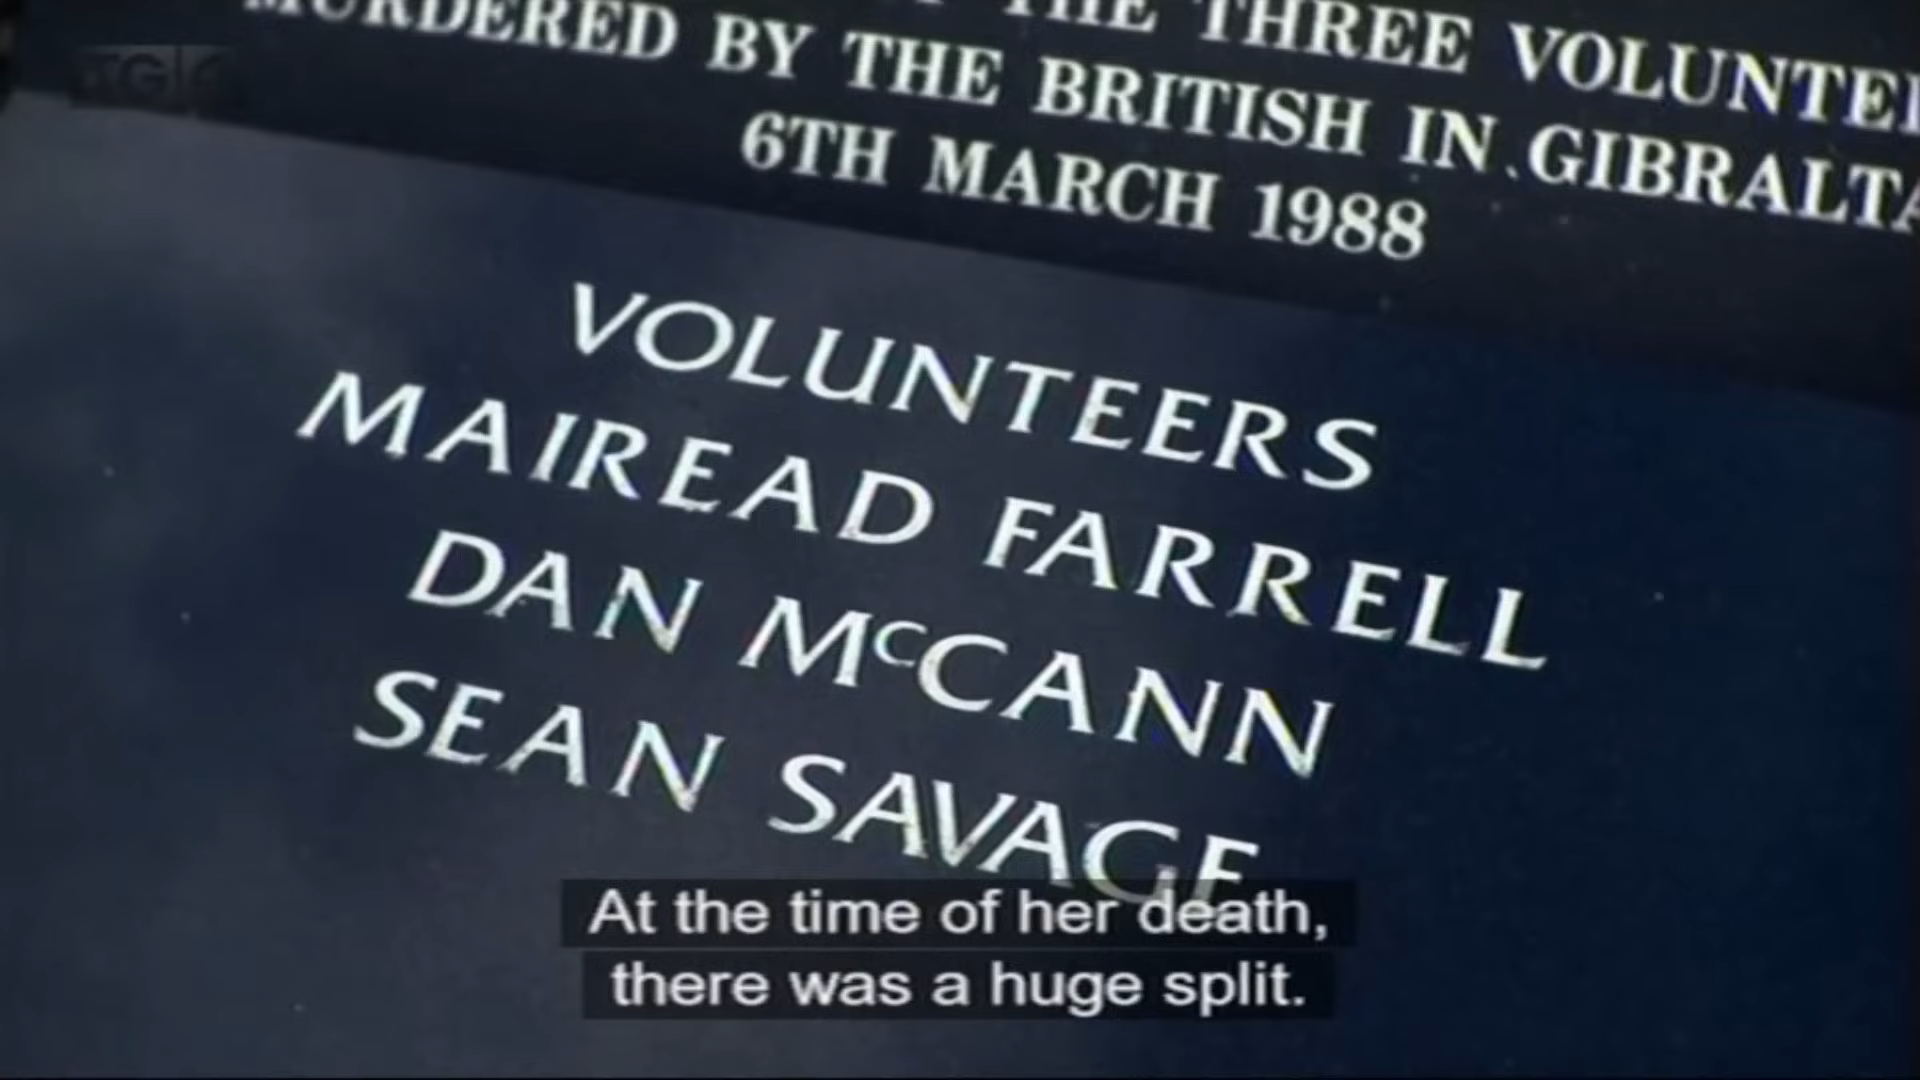 THE THREE
MURDERED BY THE BRITISH IN GIBRALTA
6TH MARCH 1988
VOLUNTEERS
MAIREAD FARRELL
DAN McCANN
SEAN SAVAGE
At the time of her death,
there was a huge split.